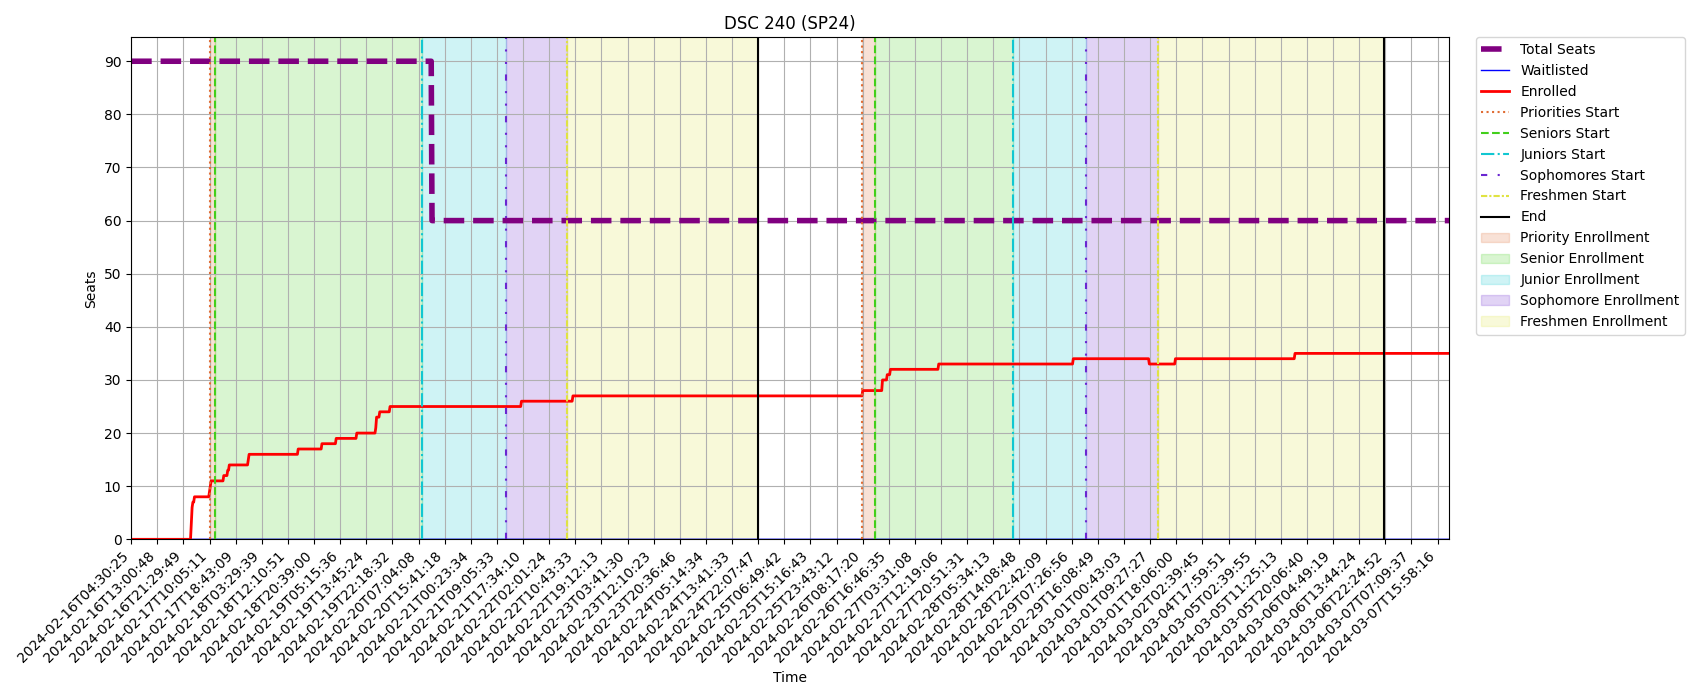 DSC 240 (SP24)
90
80
70
60
50
40
30
20
10
0
Seats
2024-02-16T04:30:25
2024-02-16T13:00:48
2024-02-16T21:29:49
2024-02-17T10:05:11
2024-02-17T18:43:09
2024-02-18T03:29:39
2024-02-18T12:10:51
2024-02-18T20:39:00
2024-02-19T05:15:36
2024-02-19T13:45:24
2024-02-19T22:18:32
2024-02-20T07:04:08
2024-02-20T15:41:18
2024-02-21T00:23:34
2024-02-21T09:05:33
2024-02-21T17:34:10
2024-02-22T02:01:24
2024-02-22T10:43:33
2024-02-22T19:12:13
2024-02-23T03:41:30
2024-02-23T12:10:23
2024-02-23T20:36:46
2024-02-24T05:14:34
2024-02-24T13:41:33
2024-02-24T22:07:47
2024-02-25T06:49:42
2024-02-25T15:16:43
2024-02-25T23:43:12
2024-02-26T08:17:20
2024-02-26T16:46:35
2024-02-27T03:31:08
2024-02-27T12:19:06
2024-02-27T20:51:31
2024-02-28T05:34:13
2024-02-28T14:08:48
2024-02-28T22:42:09
2024-02-29T07:26:56
2024-02-29T16:08:49
2024-03-01T00:43:03
2024-03-01T09:27:27
2024-03-01T18:06:00
2024-03-02T02:39:45
2024-03-04T17:59:51
2024-03-05T02:39:55
2024-03-05T11:25:13
2024-03-05T20:06:40
2024-03-06T04:49:19
2024-03-06T13:44:24
2024-03-06T22:24:52
2024-03-07T07:09:37
2024-03-07T15:58:16
Time
Total Seats
Waitlisted
Enrolled
Priorities Start
Seniors Start
Juniors Start
Sophomores Start
Freshmen Start
End
Priority Enrollment
Senior Enrollment
Junior Enrollment
Sophomore Enrollment
Freshmen Enrollment